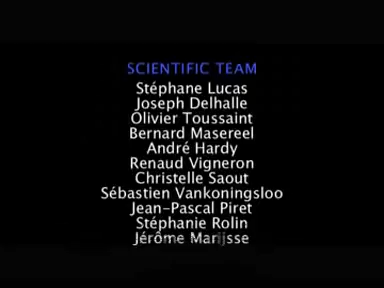 SCIENTIFIC TEAM
Stéphane Lucas
Joseph Delhalle
Olivier Toussaint
Bernard Masereel
André Hardy
Renaud Vigneron
Christelle Saout
Sébastien Vankoningsloo
Jean-Pascal Piret
Stéphanie Rolin
Jérôme